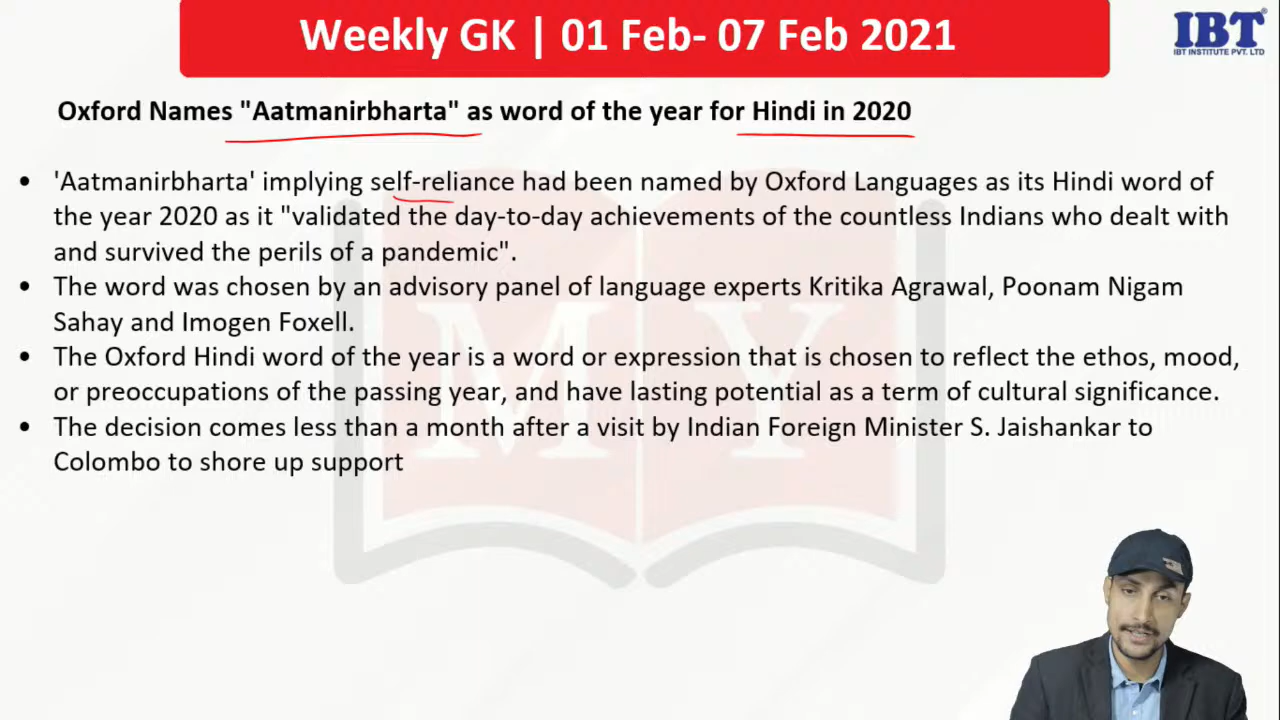 Weekly GK | 01 Feb- 07 Feb 2021
IBT
IBT INSTITUTE PVT. LTD
Oxford Names "Aatmanirbharta" as word of the year for Hindi in 2020
• 'Aatmanirbharta' implying self-reliance had been named by Oxford Languages as its Hindi word of
the year 2020 as it "validated the day-to-day achievements of the countless Indians who dealt with
and survived the perils of a pandemic".
• The word was chosen by an advisory panel of language experts Kritika Agrawal, Poonam Nigam
Sahay and Imogen Foxell.
• The Oxford Hindi word of the year is a word or expression that is chosen to reflect the ethos, mood,
or preoccupations of the passing year, and have lasting potential as a term of cultural significance.
• The decision comes less than a month after a visit by Indian Foreign Minister S. Jaishankar to
Colombo to shore up support
M Y